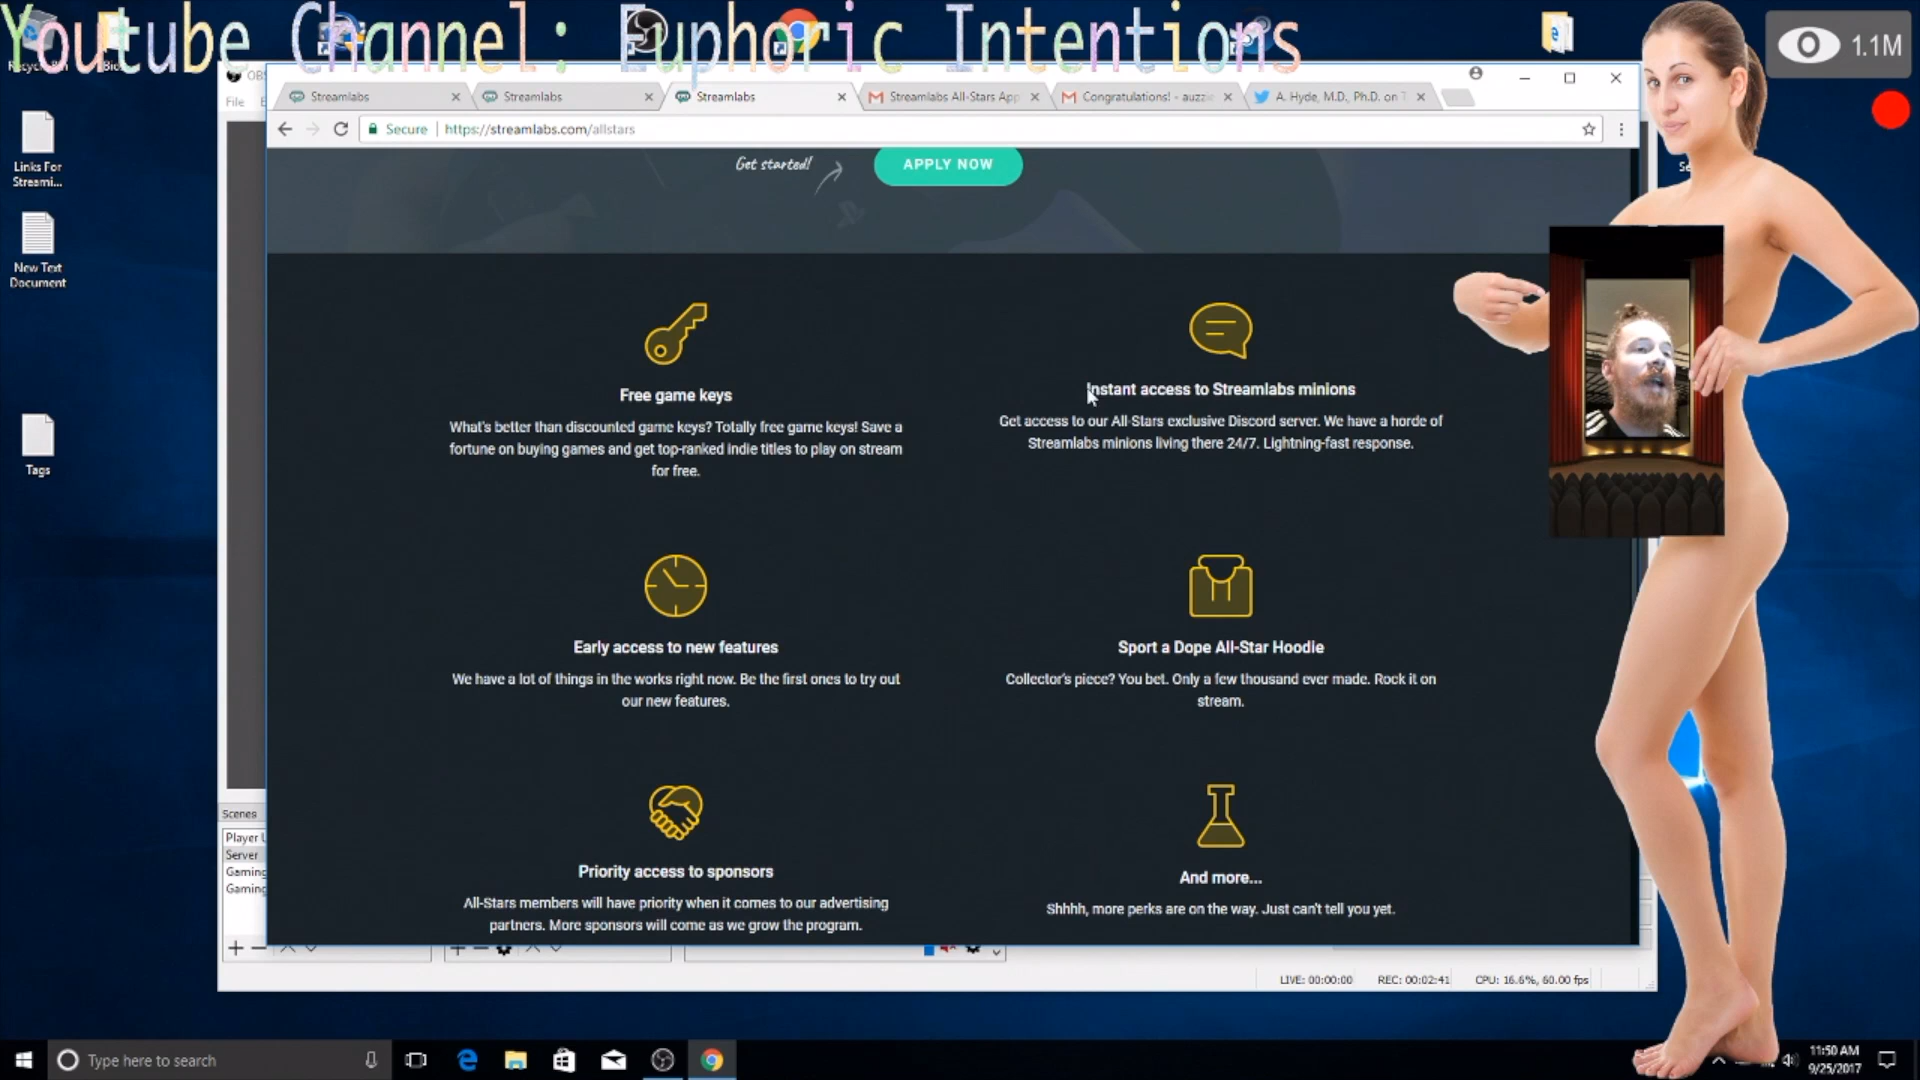 Youtube Channel: Euphoric Intentions
1.1M
File
Streamlabs
Streamlabs
Streamlabs
Streamlabs All-Stars App
Congratulations! - auzzie
A. Hyde, M.D., Ph.D. on T
Secure
https://streamlabs.com/allstars
Get started!
APPLY NOW
Links For
Streami...
New Text
Document
Tags
Free game keys
What's better than discounted game keys? Totally free game keys! Save a
fortune on buying games and get top-ranked indie titles to play on stream
for free.
Instant access to Streamlabs minions
Get access to our All-Stars exclusive Discord server. We have a horde of
Streamlabs minions living there 24/7. Lightning-fast response.
Early access to new features
We have a lot of things in the works right now. Be the first ones to try out
our new features.
Sport a Dope All-Star Hoodie
Collector's piece? You bet. Only a few thousand ever made. Rock it on
stream.
Priority access to sponsors
All-Stars members will have priority when it comes to our advertising
partners. More sponsors will come as we grow the program.
And more...
Shhhh, more perks are on the way. Just can't tell you yet.
Scenes
Player U
Server
Gaming
Gaming
LIVE: 00:00:00
REC: 00:02:41
CPU: 16.6%, 60.00 fps
Type here to search
11:50 AM
9/25/2017